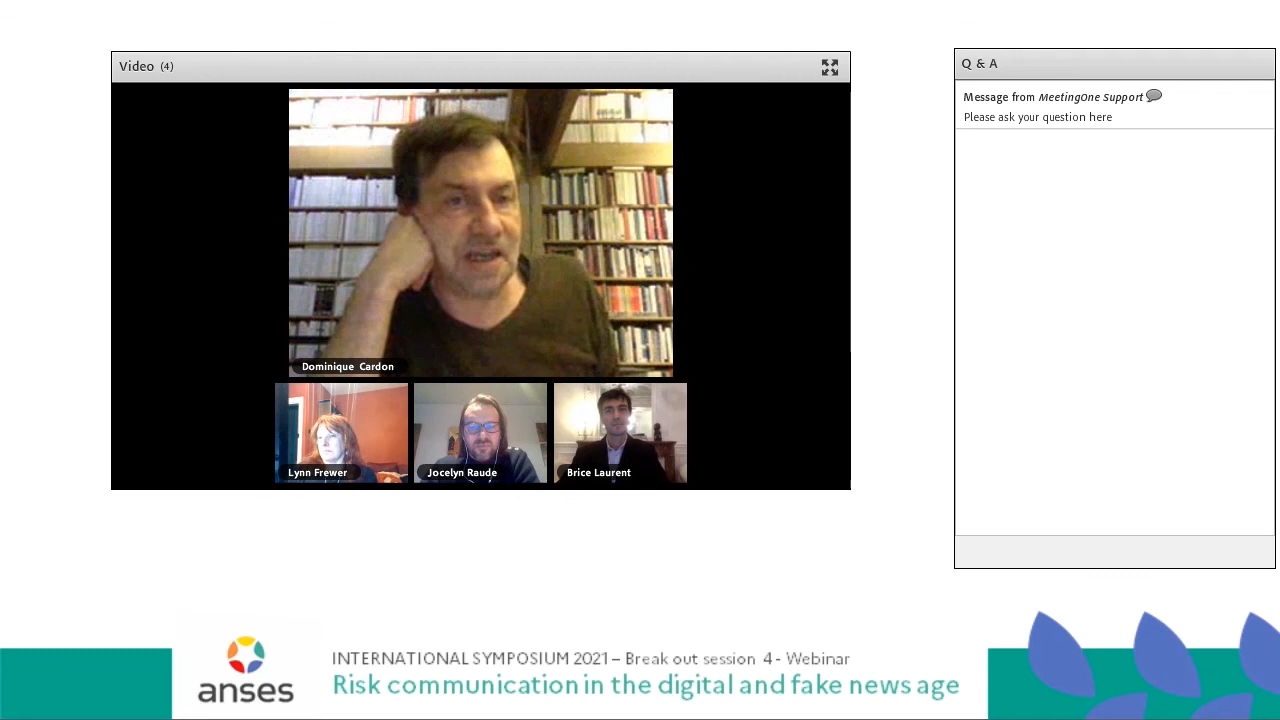 Video (4)
Dominique Cardon
Lynn Frewer
Jocelyn Raude
Brice Laurent
Q & A
Message from MeetingOne Support
Please ask your question here
anses
INTERNATIONAL SYMPOSIUM 2021 – Break out session 4 - Webinar
Risk communication in the digital and fake news age